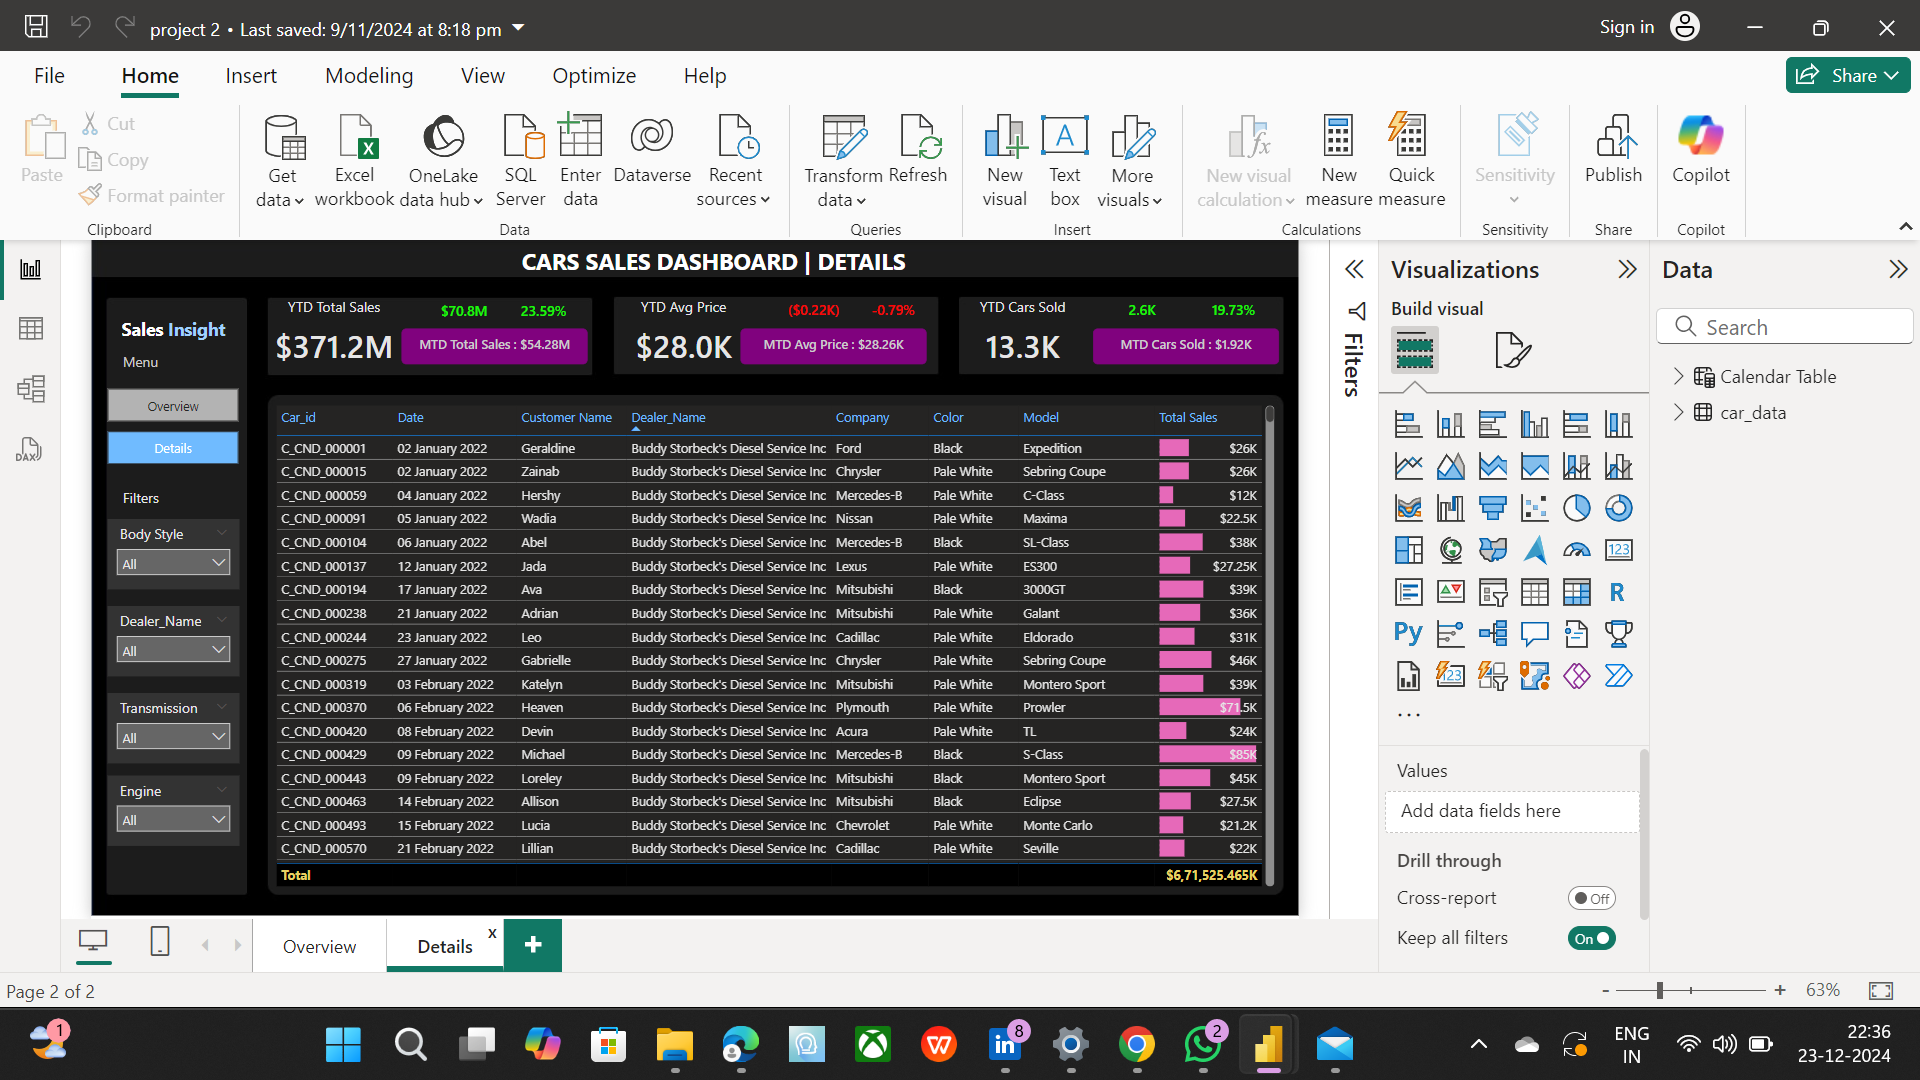 project 2 • Last saved: 9/11/2024 at 8:18 pm
Sign in
File Home Insert Modeling View Optimize Help
Share
Paste
Cut
Copy
Format painter
Clipboard
Get data
Excel workbook
OneLake data hub
SQL Server
Enter data
Dataverse
Recent sources
Data
Transform data
Refresh
Queries
New visual
Text box
More visuals
Insert
New visual calculation
New measure
Quick measure
Calculations
Sensitivity
Sensitivity
Publish
Share
Copilot
Copilot
CARS SALES DASHBOARD | DETAILS
Sales Insight
Menu
Overview
Details
Filters
Body Style
All
Dealer_Name
All
Transmission
All
Engine
All
YTD Total Sales $70.8M 23.59%
$371.2M MTD Total Sales : $54.28M
YTD Avg Price ($0.22K) -0.79%
$28.0K MTD Avg Price : $28.26K
YTD Cars Sold 2.6K 19.73%
13.3K MTD Cars Sold : $1.92K
Car_id Date Customer Name Dealer_Name Company Color Model Total Sales
C_CND_000001 02 January 2022 Geraldine Buddy Storbeck's Diesel Service Inc Ford Black Expedition $26K
C_CND_000015 02 January 2022 Zainab Buddy Storbeck's Diesel Service Inc Chrysler Pale White Sebring Coupe $26K
C_CND_000059 04 January 2022 Hershy Buddy Storbeck's Diesel Service Inc Mercedes-B Pale White C-Class $12K
C_CND_000091 05 January 2022 Wadia Buddy Storbeck's Diesel Service Inc Nissan Pale White Maxima $22.5K
C_CND_000104 06 January 2022 Abel Buddy Storbeck's Diesel Service Inc Mercedes-B Black SL-Class $38K
C_CND_000137 12 January 2022 Jada Buddy Storbeck's Diesel Service Inc Lexus Pale White ES300 $27.25K
C_CND_000194 17 January 2022 Ava Buddy Storbeck's Diesel Service Inc Mitsubishi Black 3000GT $39K
C_CND_000238 21 January 2022 Adrian Buddy Storbeck's Diesel Service Inc Mitsubishi Pale White Galant $36K
C_CND_000244 23 January 2022 Leo Buddy Storbeck's Diesel Service Inc Cadillac Pale White Eldorado $31K
C_CND_000275 27 January 2022 Gabrielle Buddy Storbeck's Diesel Service Inc Chrysler Pale White Sebring Coupe $46K
C_CND_000319 03 February 2022 Katelyn Buddy Storbeck's Diesel Service Inc Mitsubishi Pale White Montero Sport $39K
C_CND_000370 06 February 2022 Heaven Buddy Storbeck's Diesel Service Inc Plymouth Pale White Prowler $71.5K
C_CND_000420 08 February 2022 Devin Buddy Storbeck's Diesel Service Inc Acura Pale White TL $24K
C_CND_000429 09 February 2022 Michael Buddy Storbeck's Diesel Service Inc Mercedes-B Black S-Class $85K
C_CND_000443 09 February 2022 Loreley Buddy Storbeck's Diesel Service Inc Mitsubishi Black Montero Sport $45K
C_CND_000463 14 February 2022 Allison Buddy Storbeck's Diesel Service Inc Mitsubishi Black Eclipse $27.5K
C_CND_000493 15 February 2022 Lucia Buddy Storbeck's Diesel Service Inc Chevrolet Pale White Monte Carlo $21.2K
C_CND_000570 21 February 2022 Lillian Buddy Storbeck's Diesel Service Inc Cadillac Pale White Seville $22K
Total $6,71,525.465K
Filters
Visualizations
Build visual
123
R
Py
123
...
Values
Add data fields here
Drill through
Cross-report Off
Keep all filters On
Data
Search
Calendar Table
car_data
DAX
Overview
Details x
+
Page 2 of 2
- + 63%
1
8
2
ENG
IN
22:36
23-12-2024